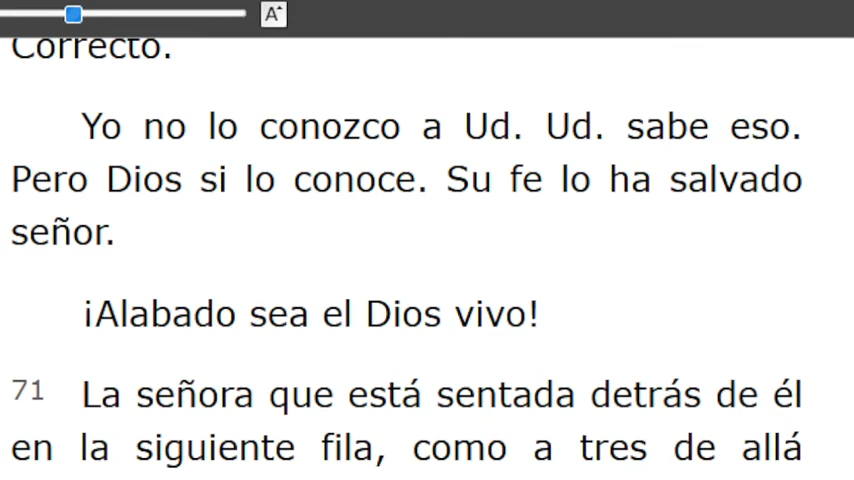 A
Correcto.
Yo no lo conozco a Ud. Ud. sabe eso.
Pero Dios si lo conoce. Su fe lo ha salvado
señor.
¡Alabado sea el Dios vivo!
71 La señora que está sentada detrás de él
en la siguiente fila, como a tres de allá